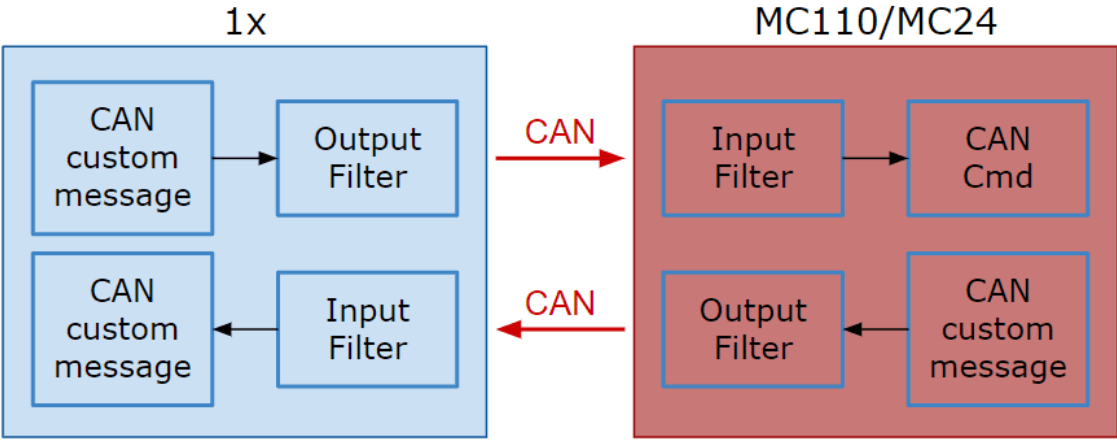 1x
MC110/MC24
CAN
custom
message
Output
Filter
CAN
Input
Filter
CAN
Cmd
CAN
custom
message
Input
Filter
CAN
Output
Filter
CAN
custom
message